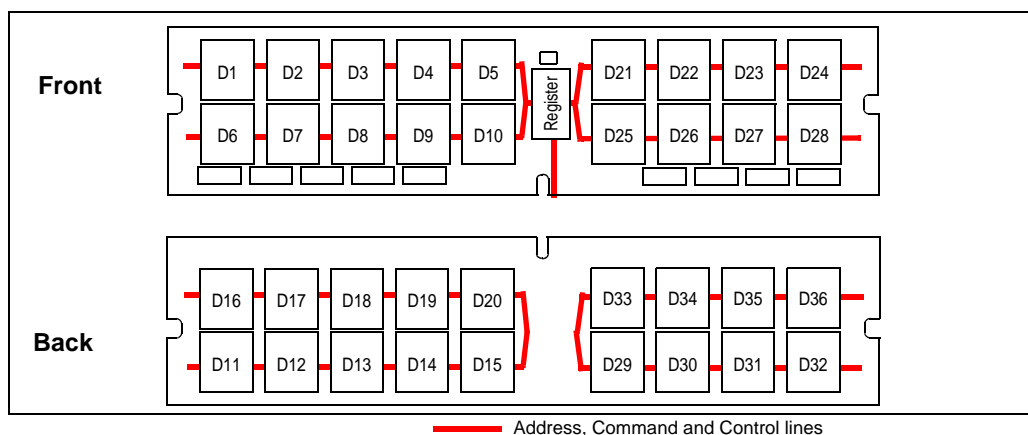 Front
D1 D2 D3 D4 D5 Register D21 D22 D23 D24
D6 D7 D8 D9 D10 D25 D26 D27 D28
Back
D16 D17 D18 D19 D20 D33 D34 D35 D36
D11 D12 D13 D14 D15 D29 D30 D31 D32
Address, Command and Control lines